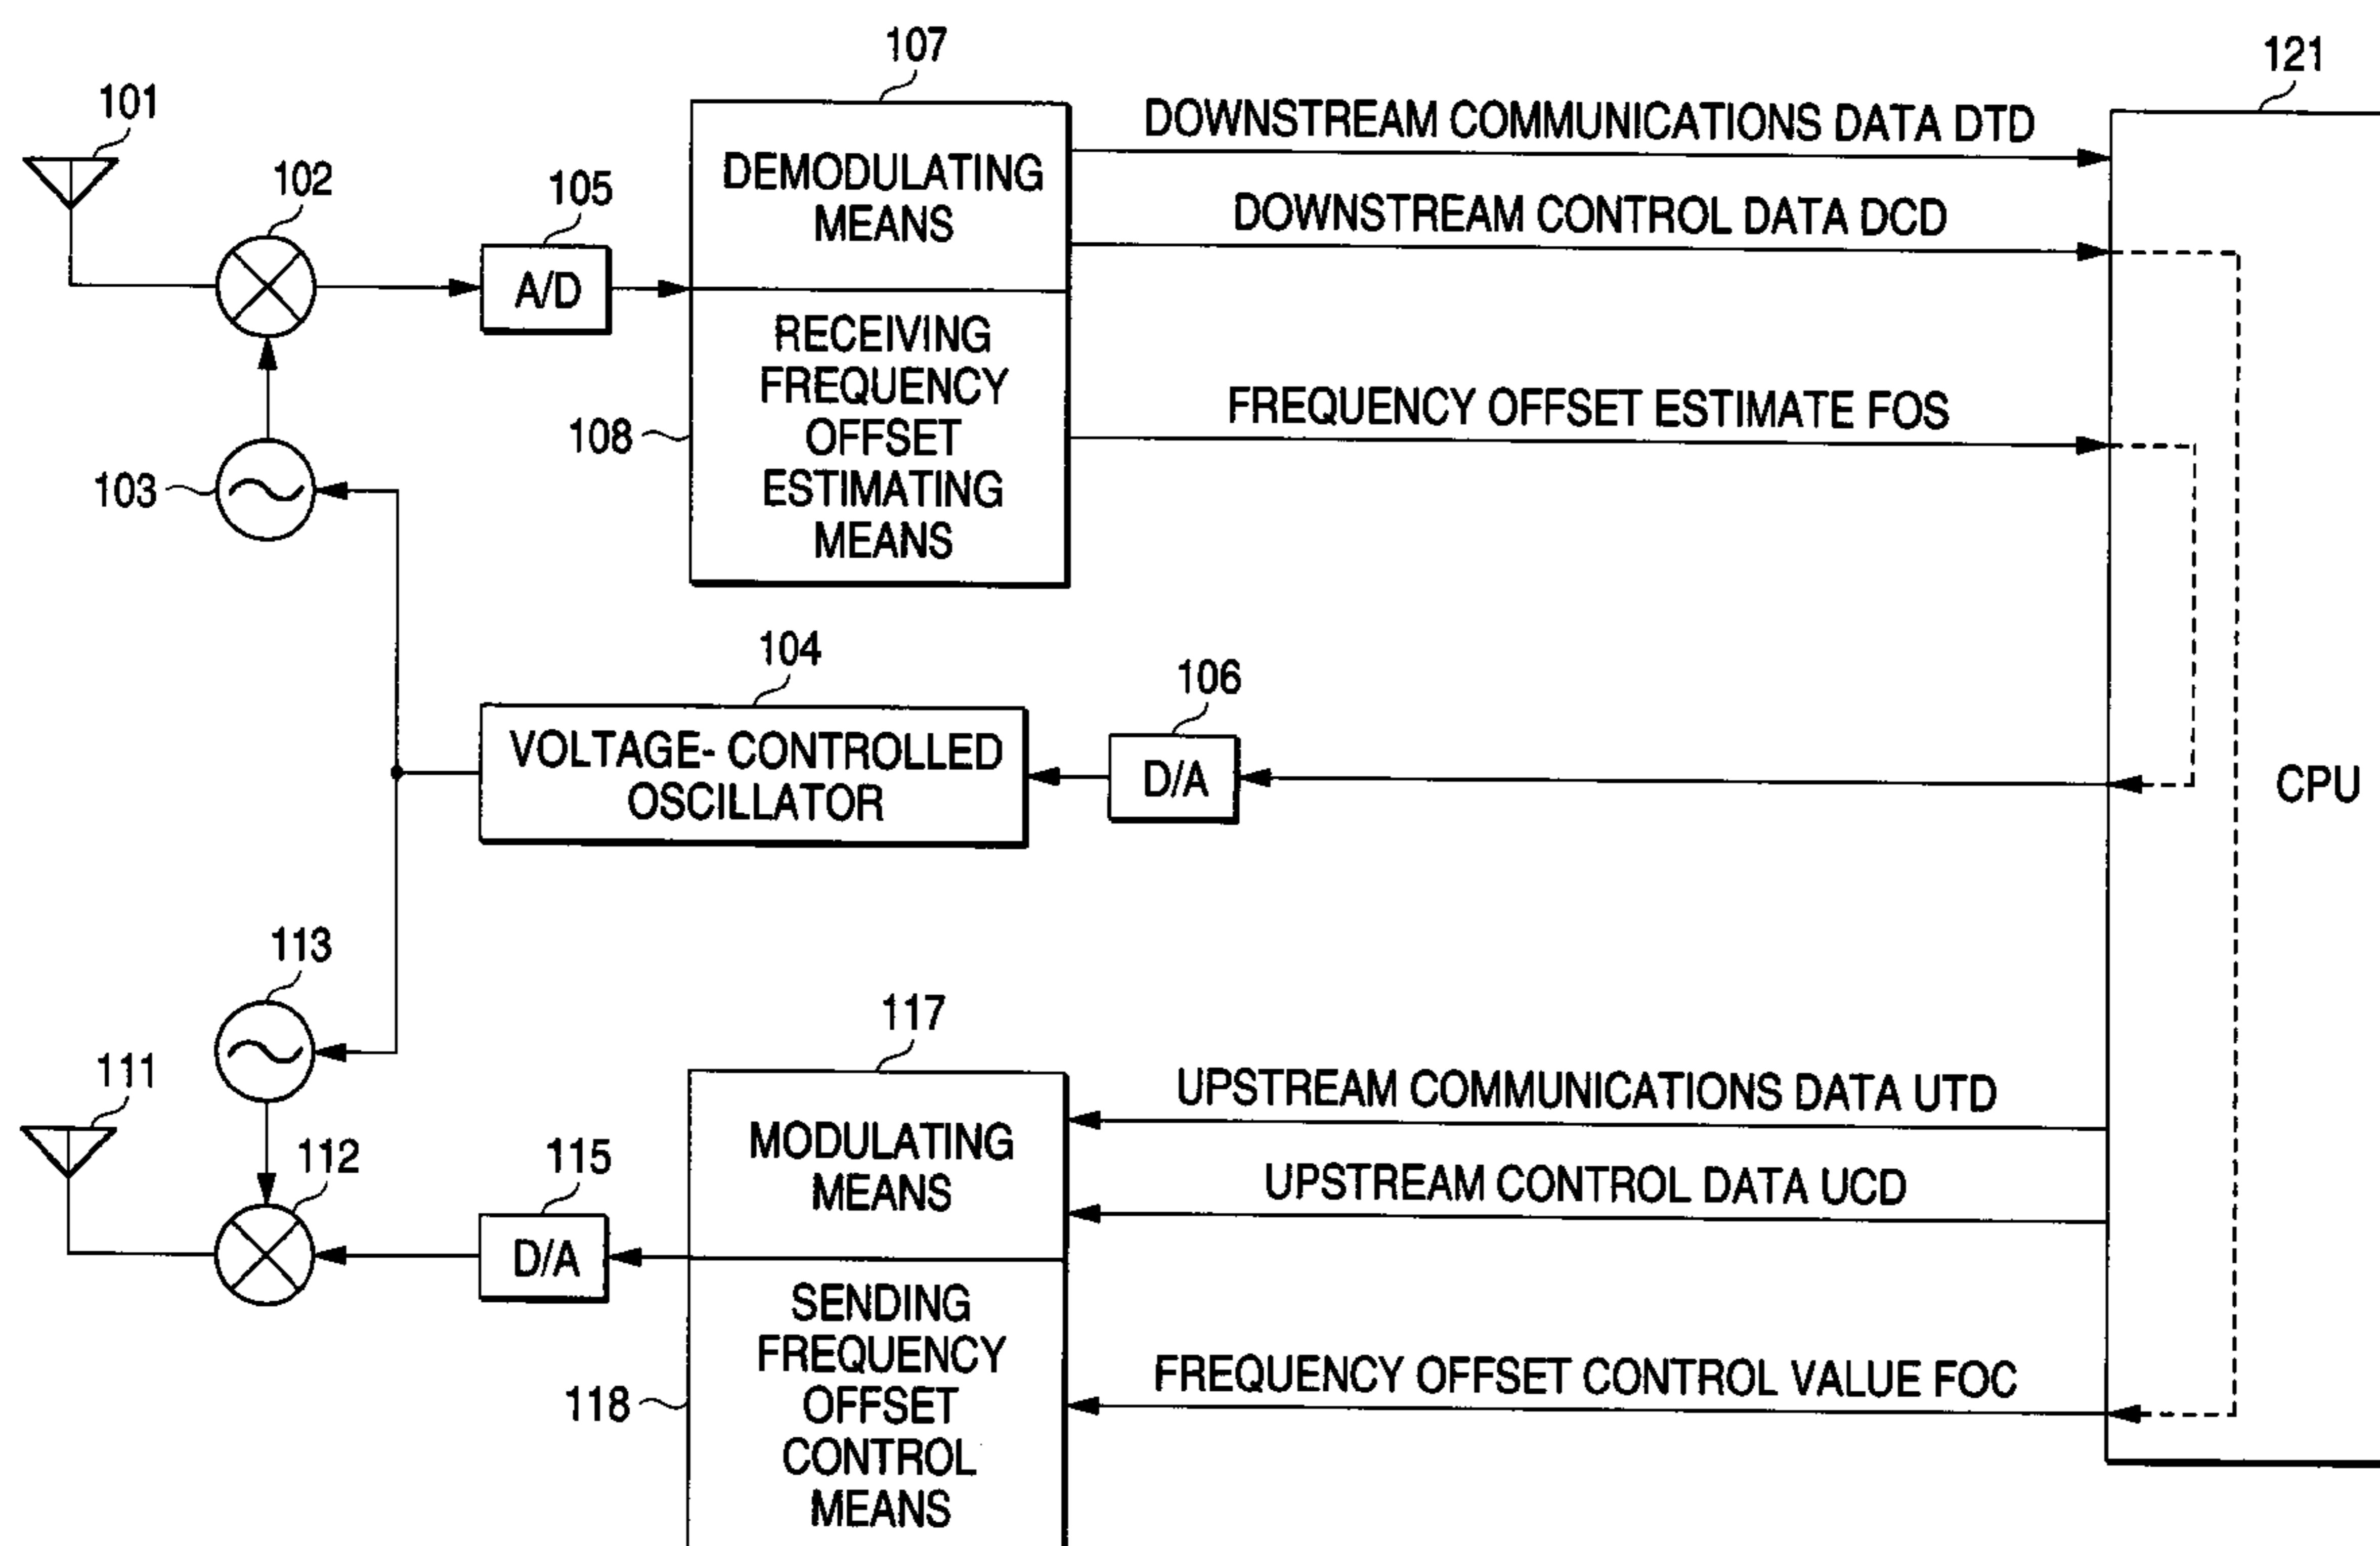 107
121
101
DOWNSTREAM COMMUNICATIONS DATA DTD
102
105
DEMODULATING
MEANS
DOWNSTREAM CONTROL DATA DCD
A/D
RECEIVING
FREQUENCY
OFFSET
ESTIMATING
MEANS
108
FREQUENCY OFFSET ESTIMATE FOS
103
104
106
VOLTAGE- CONTROLLED
OSCILLATOR
D/A
CPU
113
117
111
UPSTREAM COMMUNICATIONS DATA UTD
112
115
MODULATING
MEANS
UPSTREAM CONTROL DATA UCD
D/A
SENDING
FREQUENCY
OFFSET
CONTROL
MEANS
118
FREQUENCY OFFSET CONTROL VALUE FOC